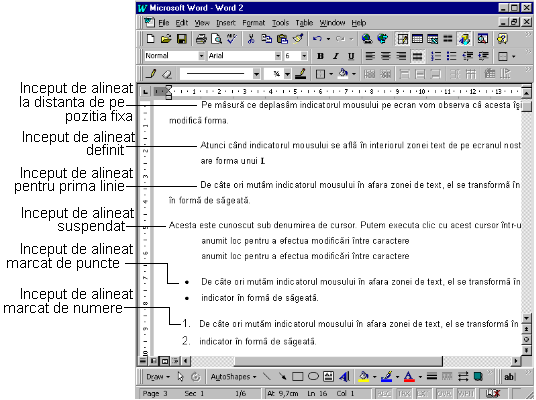 Microsoft Word - Word 2
File Edit View Insert Format Tools Table Window Help
Normal Arial 6 B I U
¾
Inceput de alineat
la distanta de pe
pozitia fixa
Pe măsură ce deplasăm indicatorul mousului pe ecran vom observa că acesta îşi
modifică forma.
Inceput de alineat
definit
Atunci când indicatorul mousului se află în interiorul zonei text de pe ecranul nost
are forma unui I.
Inceput de alineat
pentru prima linie
De câte ori mutăm indicatorul mousului în afara zonei de text, el se transformă în
în formă de săgeată.
Inceput de alineat
suspendat
Acesta este cunoscut sub denumirea de cursor. Putem executa clic cu acest cursor într-u
anumit loc pentru a efectua modificări între caractere
anumit loc pentru a efectua modificări între caractere
Inceput de alineat
marcat de puncte
• De câte ori mutăm indicatorul mousului în afara zonei de text, el se transformă în
• indicator în formă de săgeată.
Inceput de alineat
marcat de numere
1. De câte ori mutăm indicatorul mousului în afara zonei de text, el se transformă în
2. indicator în formă de săgeată.
Draw AutoShapes ab
Page 3 Sec 1 1/6 At 9,7cm Ln 16 Col 1 REC TRK EXT OVR WPH